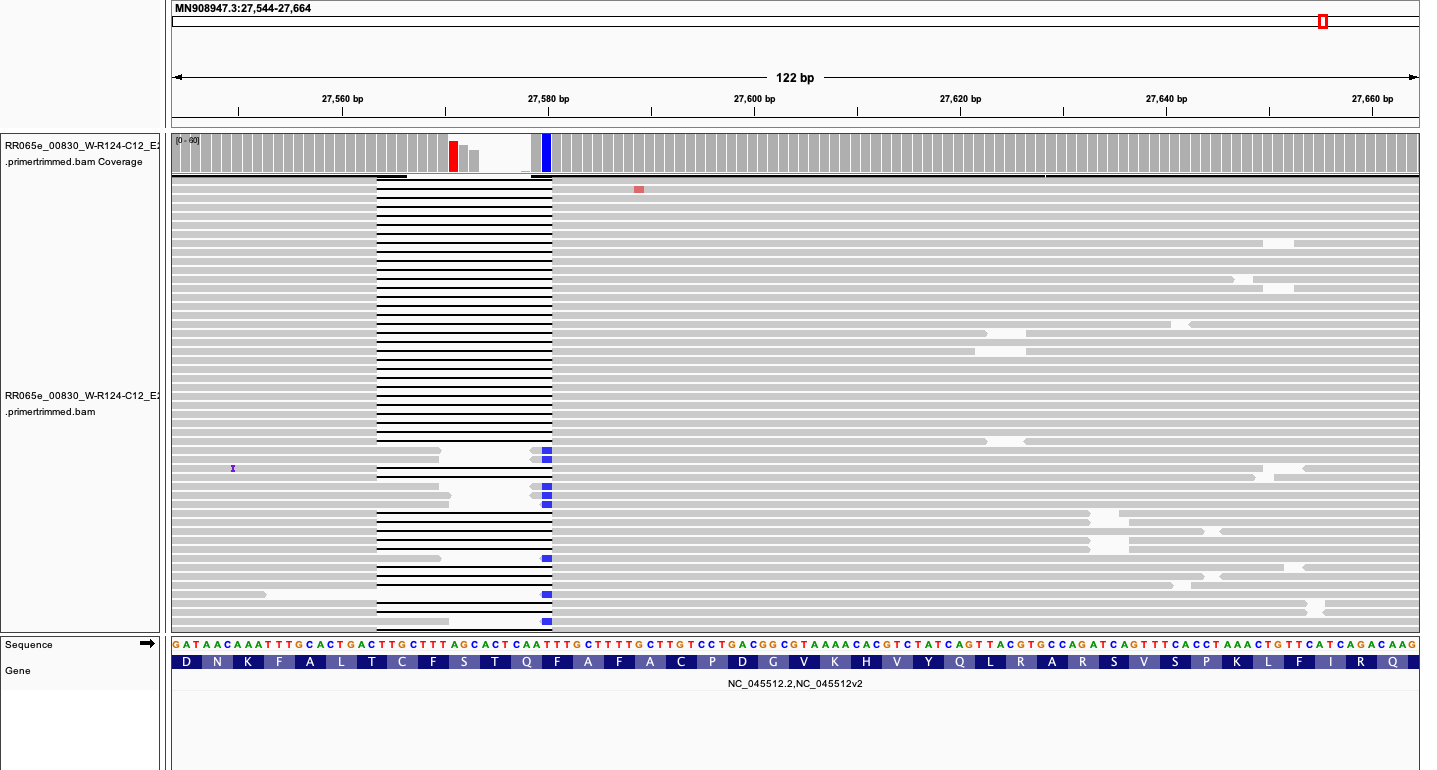 MN908947.3:27,544-27,664
122 bp
27,560 bp 27,580 bp 27,600 bp 27,620 bp 27,640 bp 27,660 bp
RR065e_00830_W-R124-C12_E2
.primertrimmed.bam Coverage
[0 - 60]
RR065e_00830_W-R124-C12_E2
.primertrimmed.bam
Sequence
GATAACAAATTTGCACTGACTTGCTTTAGCACTCAATTTGCTTTTGCTTGTCCTGACGGCGTAAAACACGTCTATCAGTTACGTGCCAGATCAGTTTCACCTAAACTGTTCATCAGACAAG
Gene
D N K F A L T C F S T Q F A F A C P D G V K H V Y Q L R A R S V S P K L F I R Q
NC_045512.2,NC_045512v2